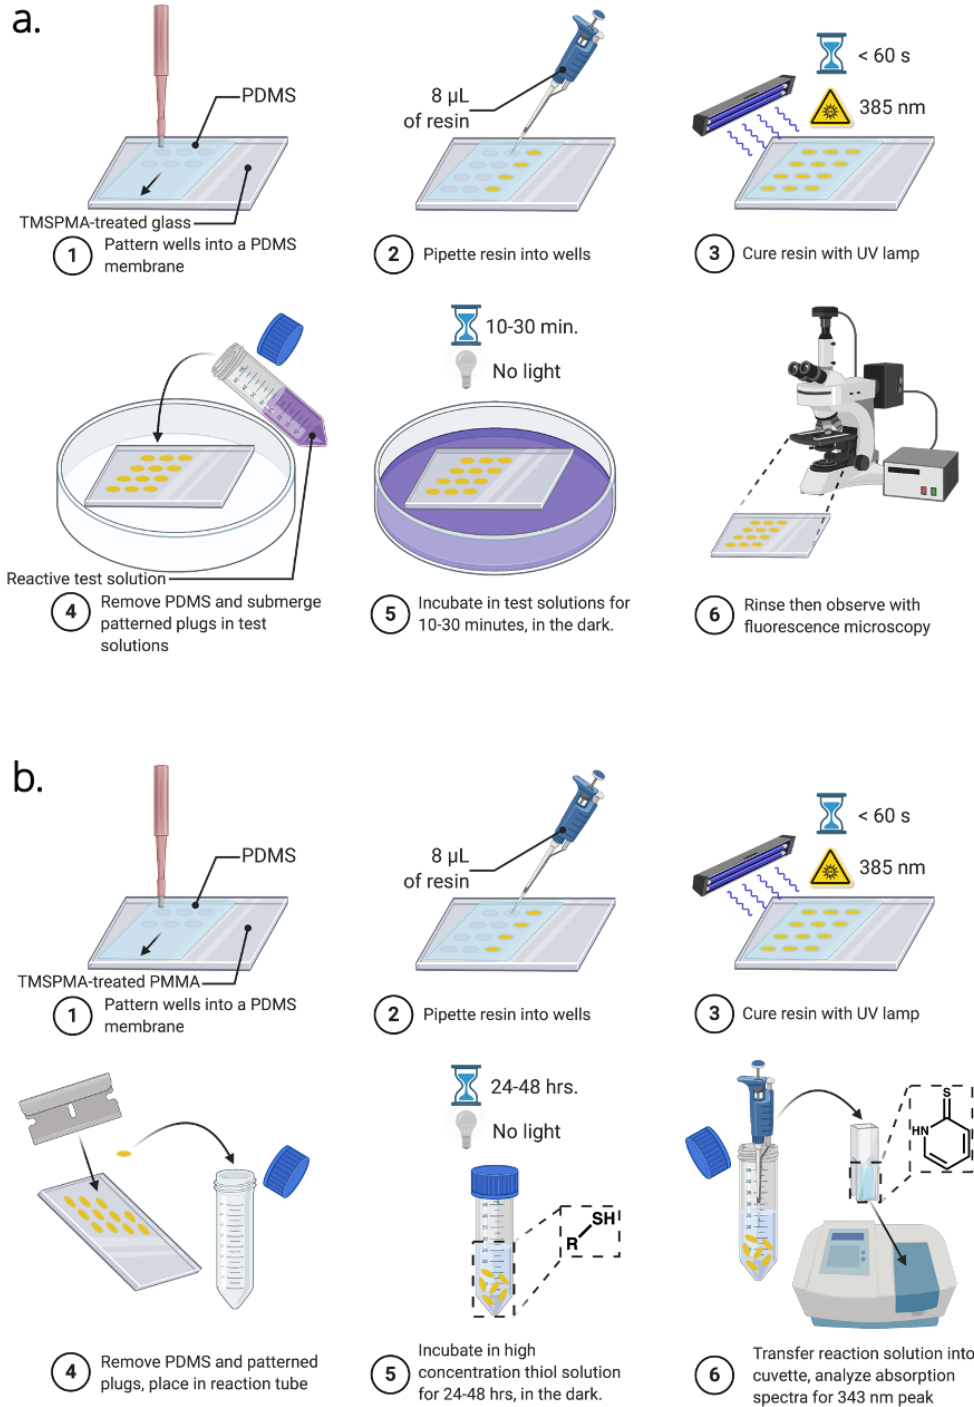 a.
PDMS
TMSPMA-treated glass
1
Pattern wells into a PDMS
membrane
8 µL
of resin
2
Pipette resin into wells
< 60 s
385 nm
3
Cure resin with UV lamp
Reactive test solution
4
Remove PDMS and submerge
patterned plugs in test
solutions
10-30 min.
No light
5
Incubate in test solutions for
10-30 minutes, in the dark.
6
Rinse then observe with
fluorescence microscopy
b.
PDMS
TMSPMA-treated PMMA
1
Pattern wells into a PDMS
membrane
8 µL
of resin
2
Pipette resin into wells
< 60 s
385 nm
3
Cure resin with UV lamp
4
Remove PDMS and patterned
plugs, place in reaction tube
24-48 hrs.
No light
SH
R
5
Incubate in high
concentration thiol solution
for 24-48 hrs, in the dark.
S
HN
6
Transfer reaction solution into
cuvette, analyze absorption
spectra for 343 nm peak